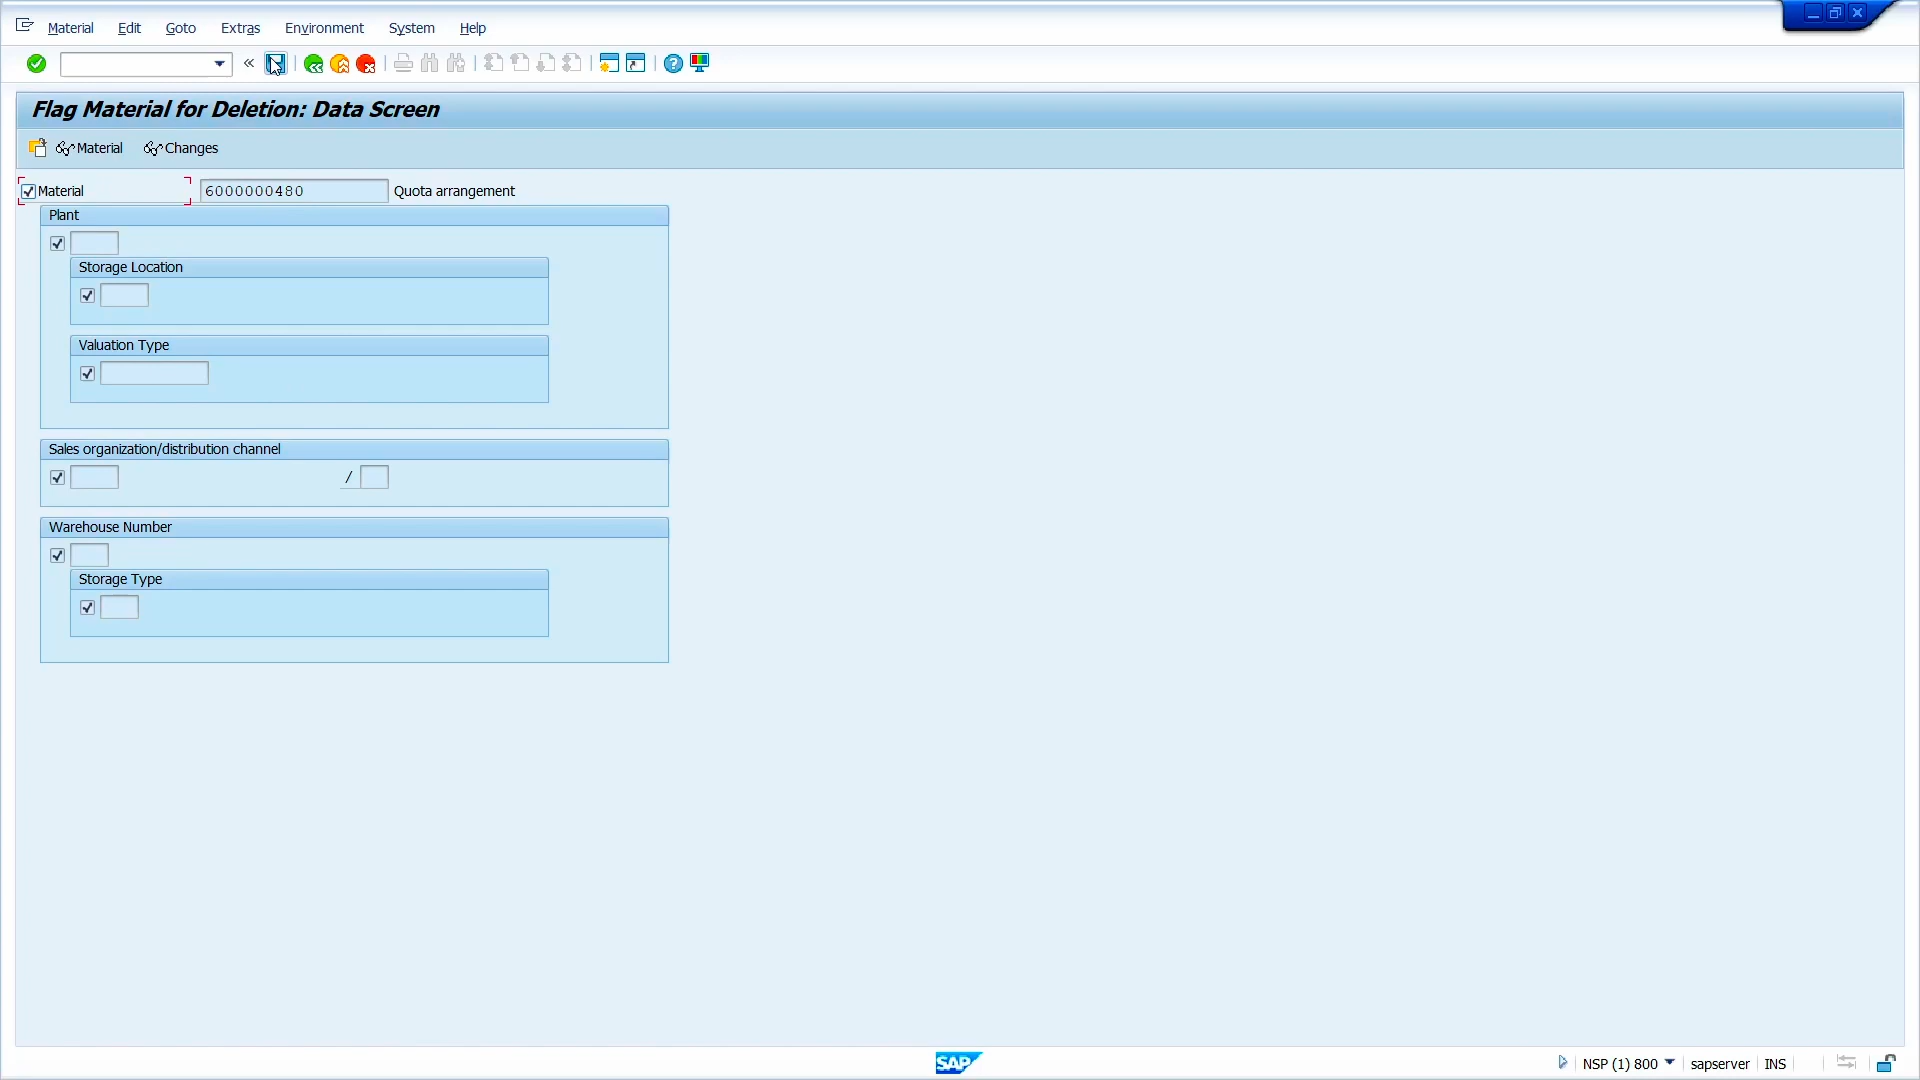 Material Edit Goto Extras Environment System Help
Flag Material for Deletion: Data Screen
Material Changes
Material 6000000480 Quota arrangement
Plant
Storage Location
Valuation Type
Sales organization/distribution channel
/
Warehouse Number
Storage Type
SAP NSP (1) 800 sapserver INS